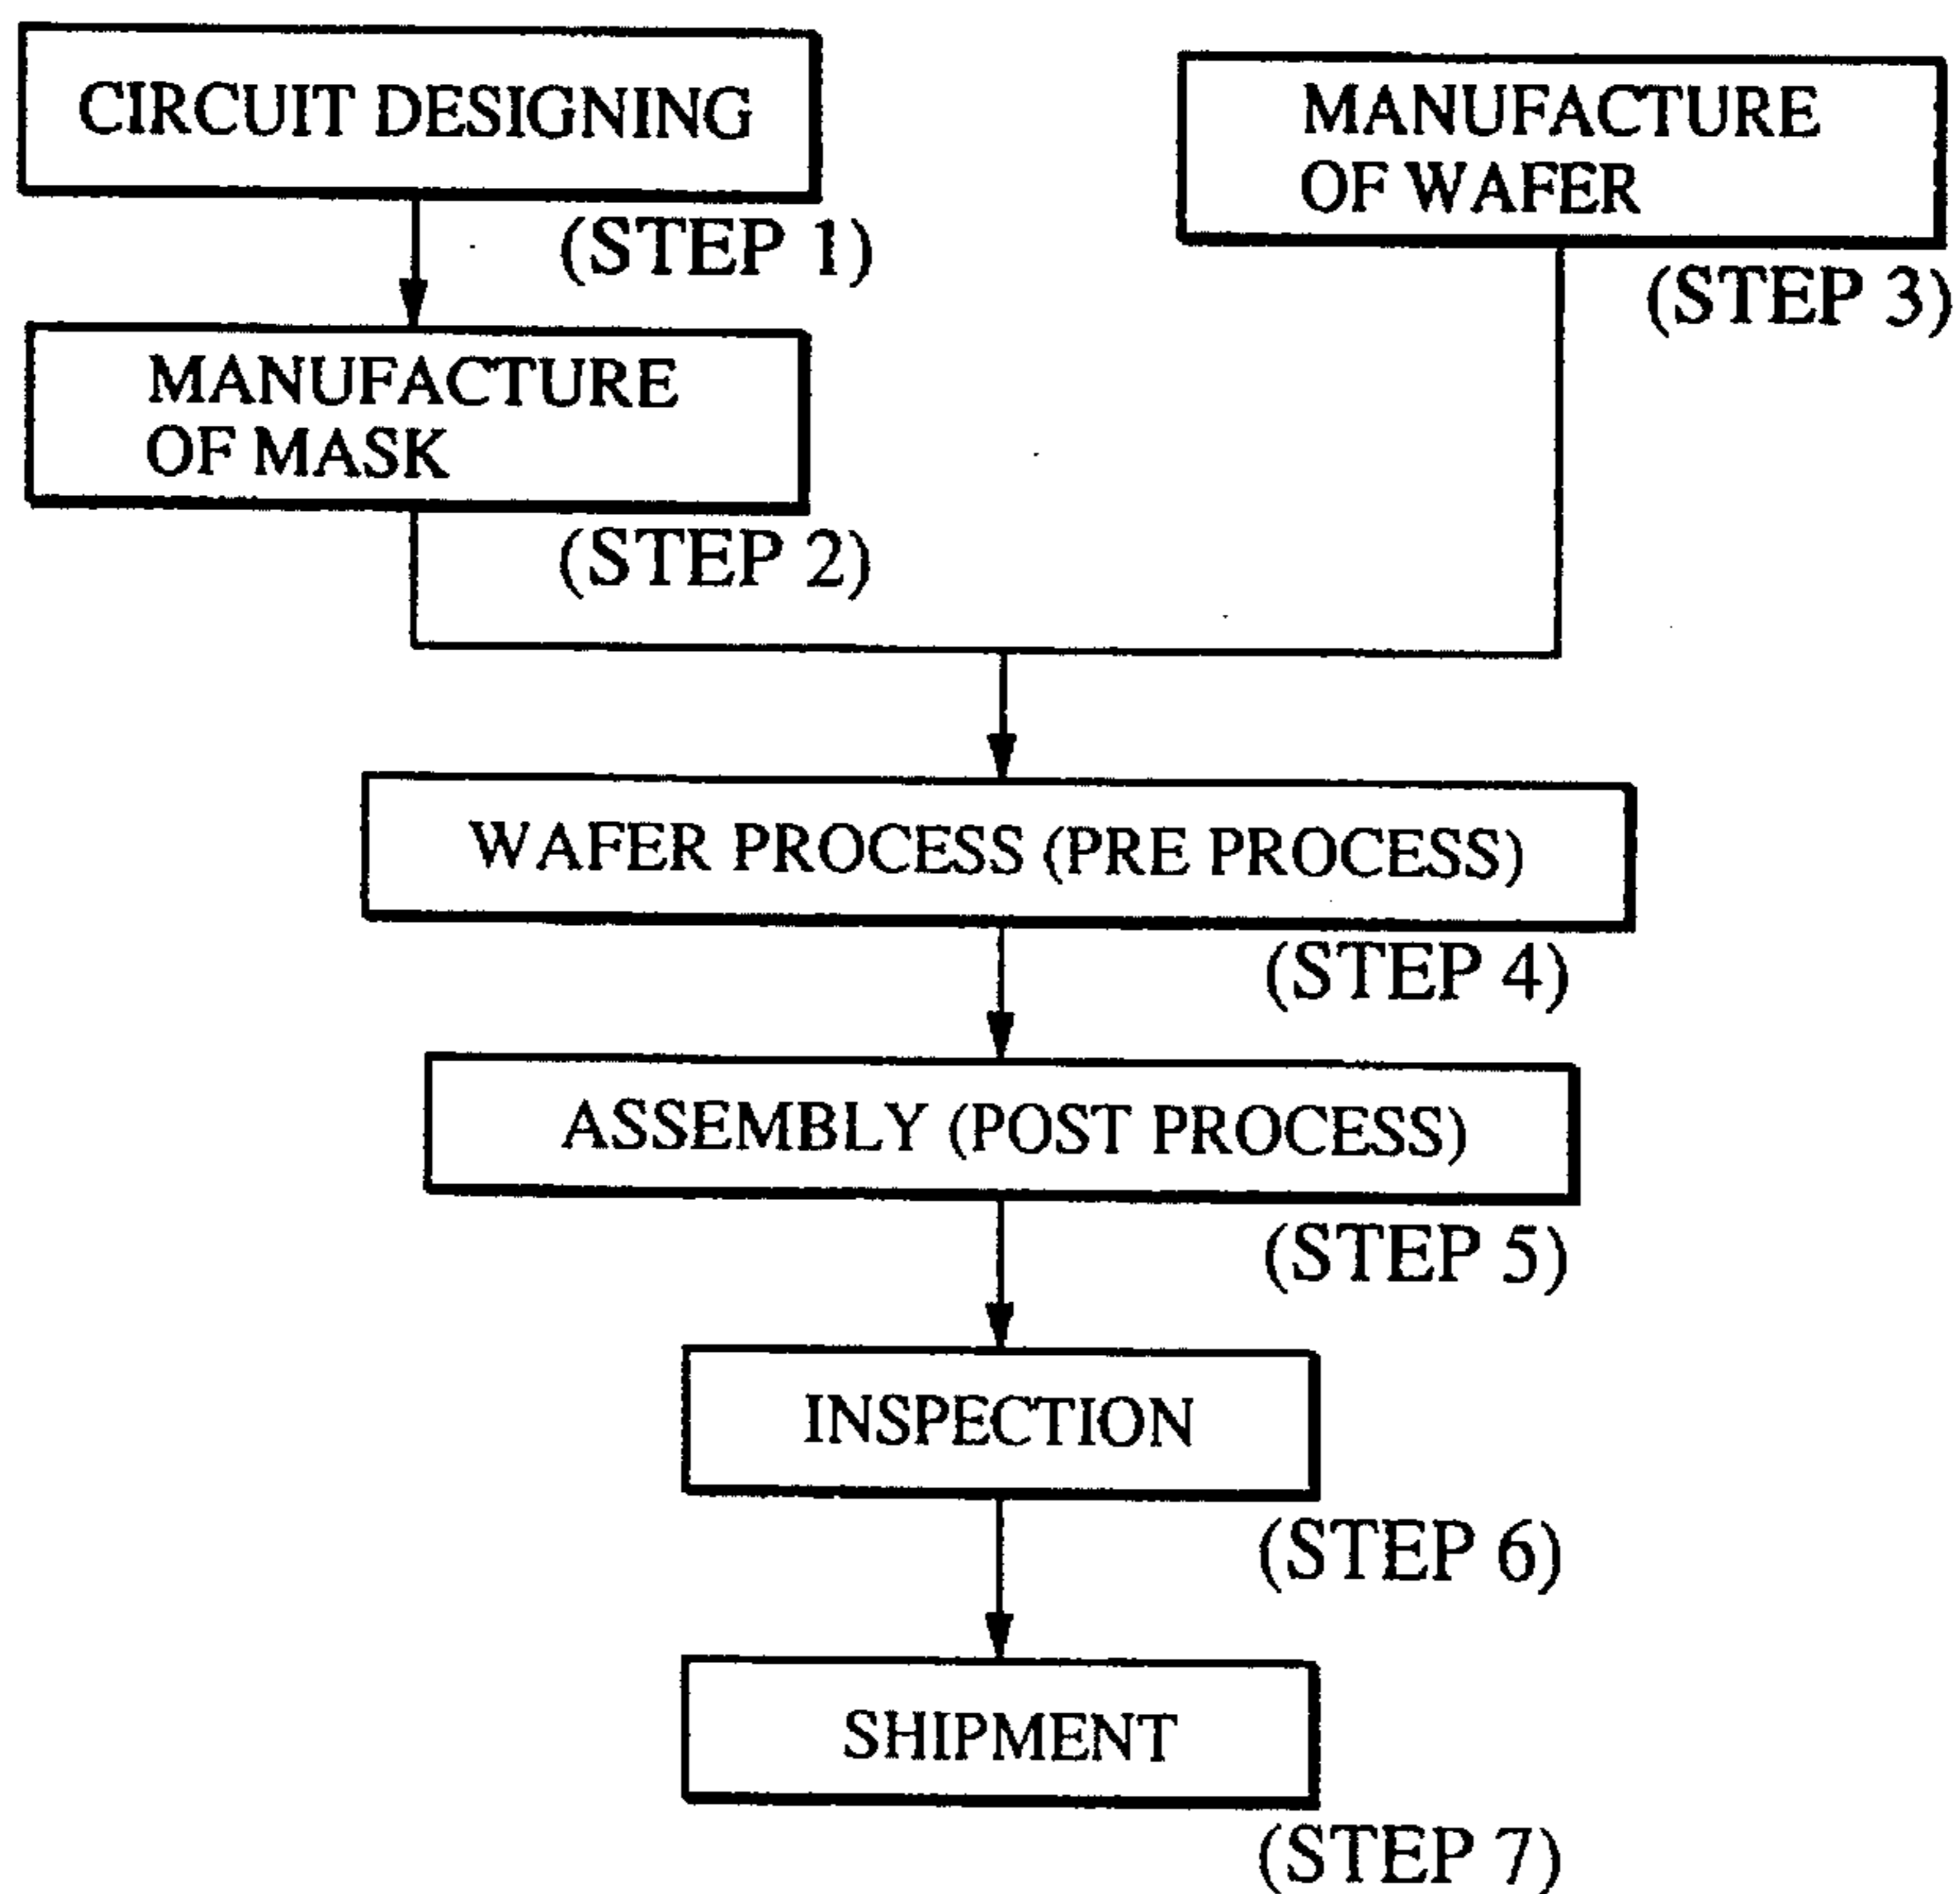 CIRCUIT DESIGNING
(STEP 1)
MANUFACTURE
OF MASK
(STEP 2)
MANUFACTURE
OF WAFER
(STEP 3)
WAFER PROCESS (PRE PROCESS)
(STEP 4)
ASSEMBLY (POST PROCESS)
(STEP 5)
INSPECTION
(STEP 6)
SHIPMENT
(STEP 7)